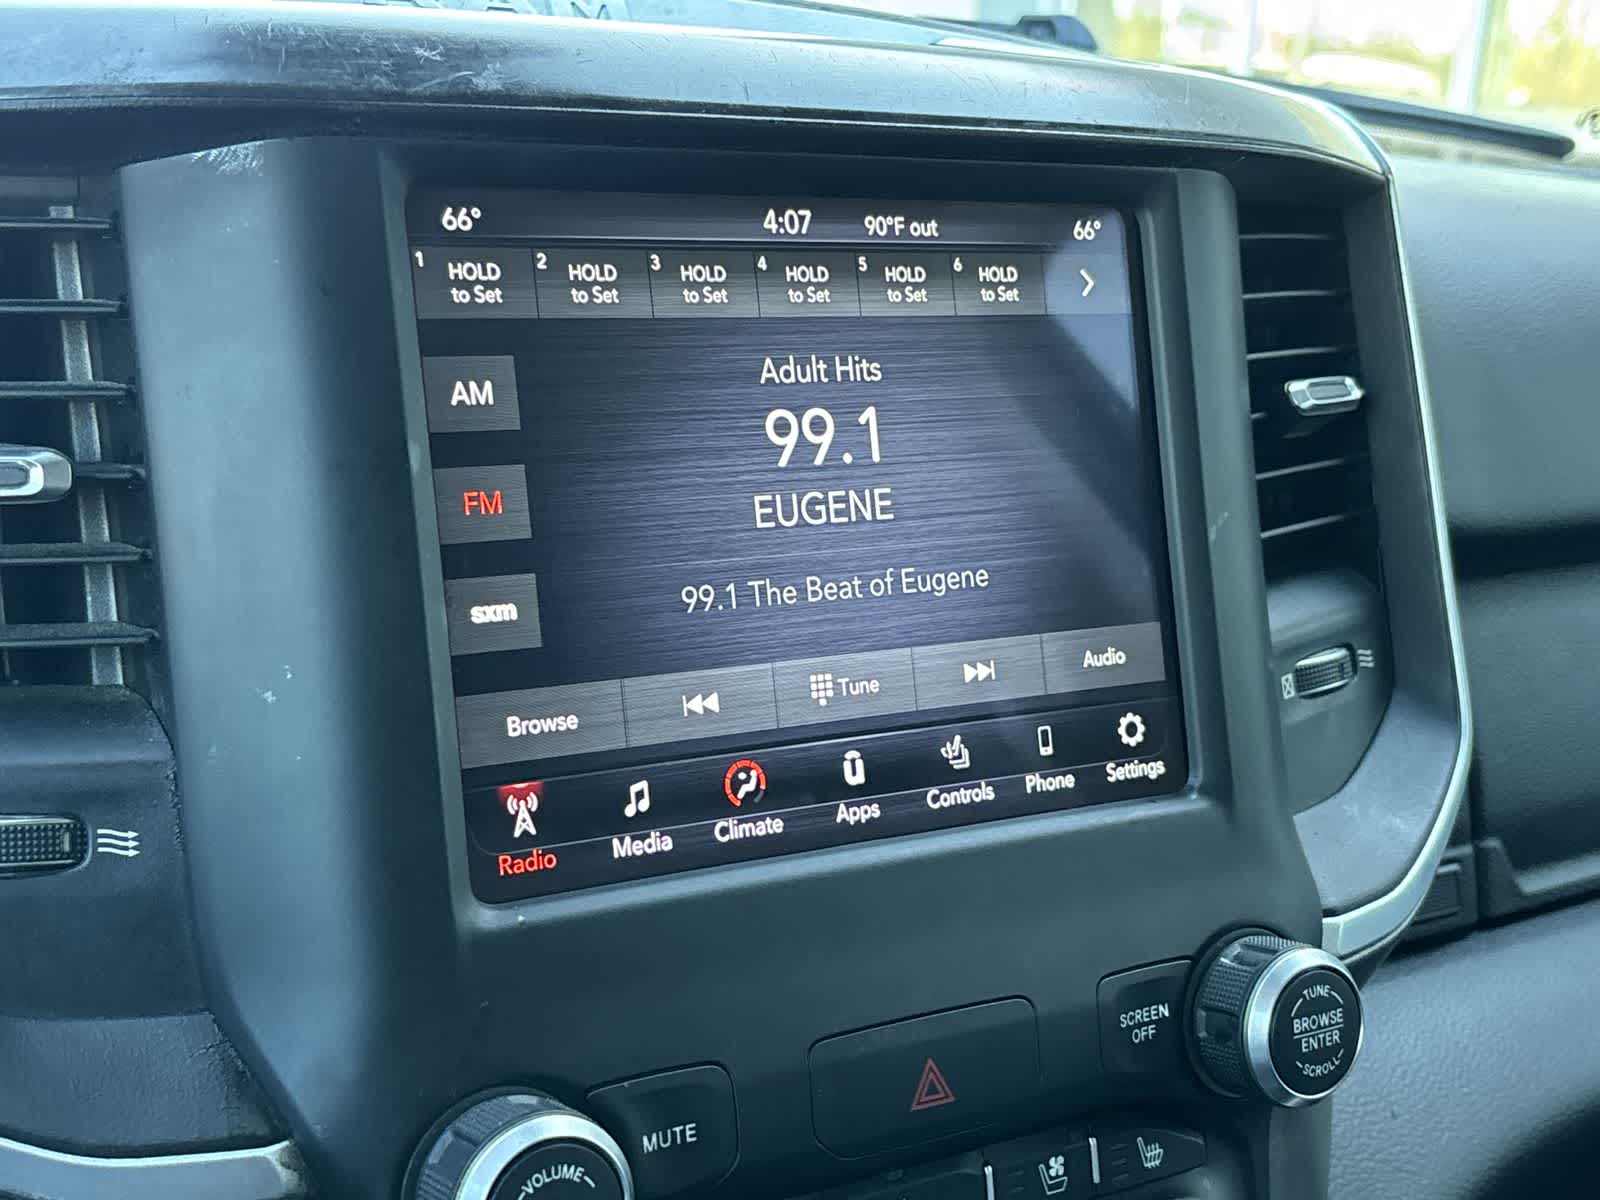 RAM
66° 4:07 90°F out 66°
1 HOLD to Set 2 HOLD to Set 3 HOLD to Set 4 HOLD to Set 5 HOLD to Set 6 HOLD to Set
Adult Hits
AM
99.1
FM
EUGENE
99.1 The Beat of Eugene
sxm
Browse Tune Audio
Radio Media Climate Apps Controls Phone Settings
SCREEN
OFF
TUNE
BROWSE
ENTER
SCROLL
MUTE
VOLUME